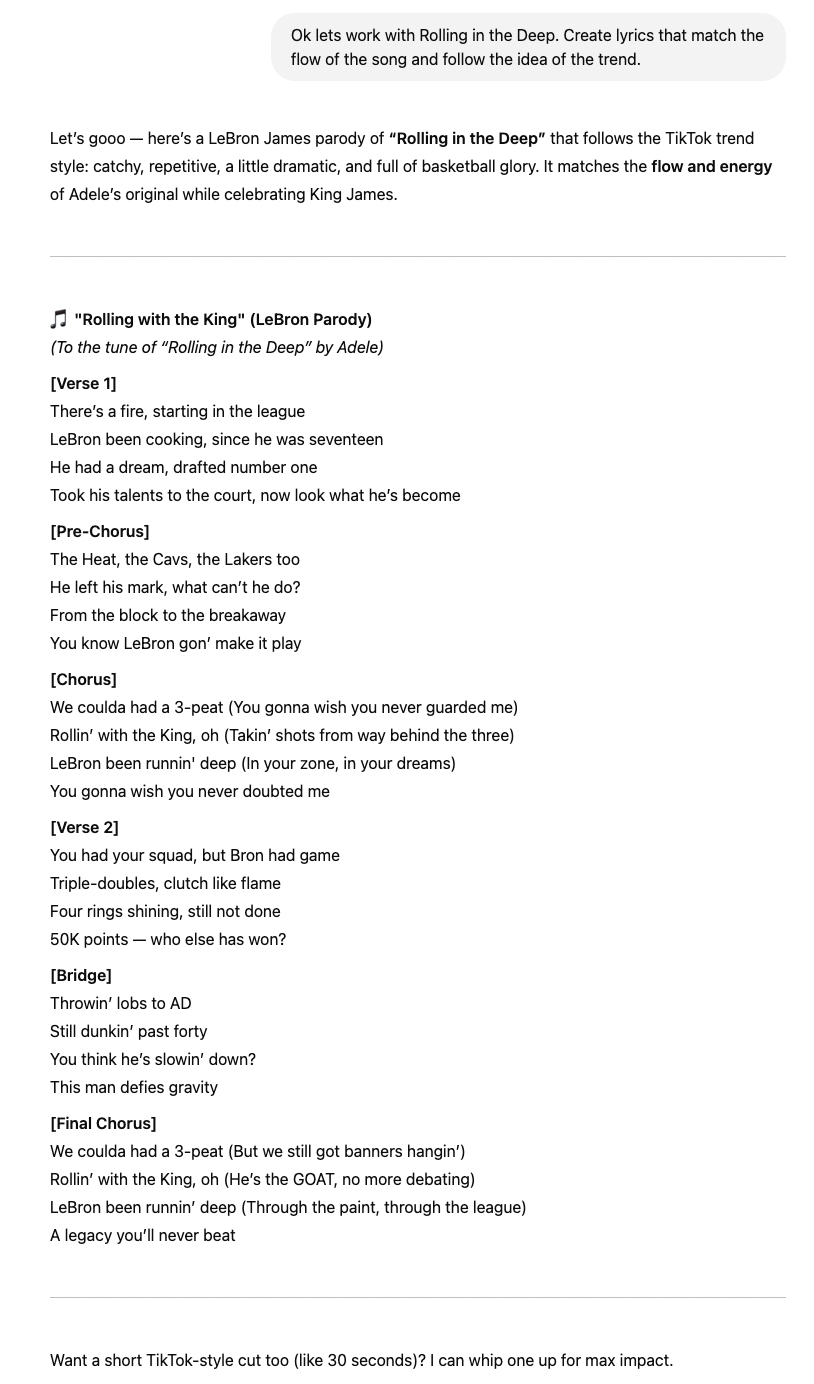 Ok lets work with Rolling in the Deep. Create lyrics that match the
flow of the song and follow the idea of the trend.
Let’s gooo — here’s a LeBron James parody of “Rolling in the Deep” that follows the TikTok trend
style: catchy, repetitive, a little dramatic, and full of basketball glory. It matches the flow and energy
of Adele’s original while celebrating King James.
🎵 "Rolling with the King" (LeBron Parody)
(To the tune of “Rolling in the Deep” by Adele)
[Verse 1]
There’s a fire, starting in the league
LeBron been cooking, since he was seventeen
He had a dream, drafted number one
Took his talents to the court, now look what he’s become
[Pre-Chorus]
The Heat, the Cavs, the Lakers too
He left his mark, what can’t he do?
From the block to the breakaway
You know LeBron gon’ make it play
[Chorus]
We coulda had a 3-peat (You gonna wish you never guarded me)
Rollin’ with the King, oh (Takin’ shots from way behind the three)
LeBron been runnin' deep (In your zone, in your dreams)
You gonna wish you never doubted me
[Verse 2]
You had your squad, but Bron had game
Triple-doubles, clutch like flame
Four rings shining, still not done
50K points — who else has won?
[Bridge]
Throwin’ lobs to AD
Still dunkin’ past forty
You think he’s slowin’ down?
This man defies gravity
[Final Chorus]
We coulda had a 3-peat (But we still got banners hangin’)
Rollin’ with the King, oh (He’s the GOAT, no more debating)
LeBron been runnin’ deep (Through the paint, through the league)
A legacy you’ll never beat
Want a short TikTok-style cut too (like 30 seconds)? I can whip one up for max impact.